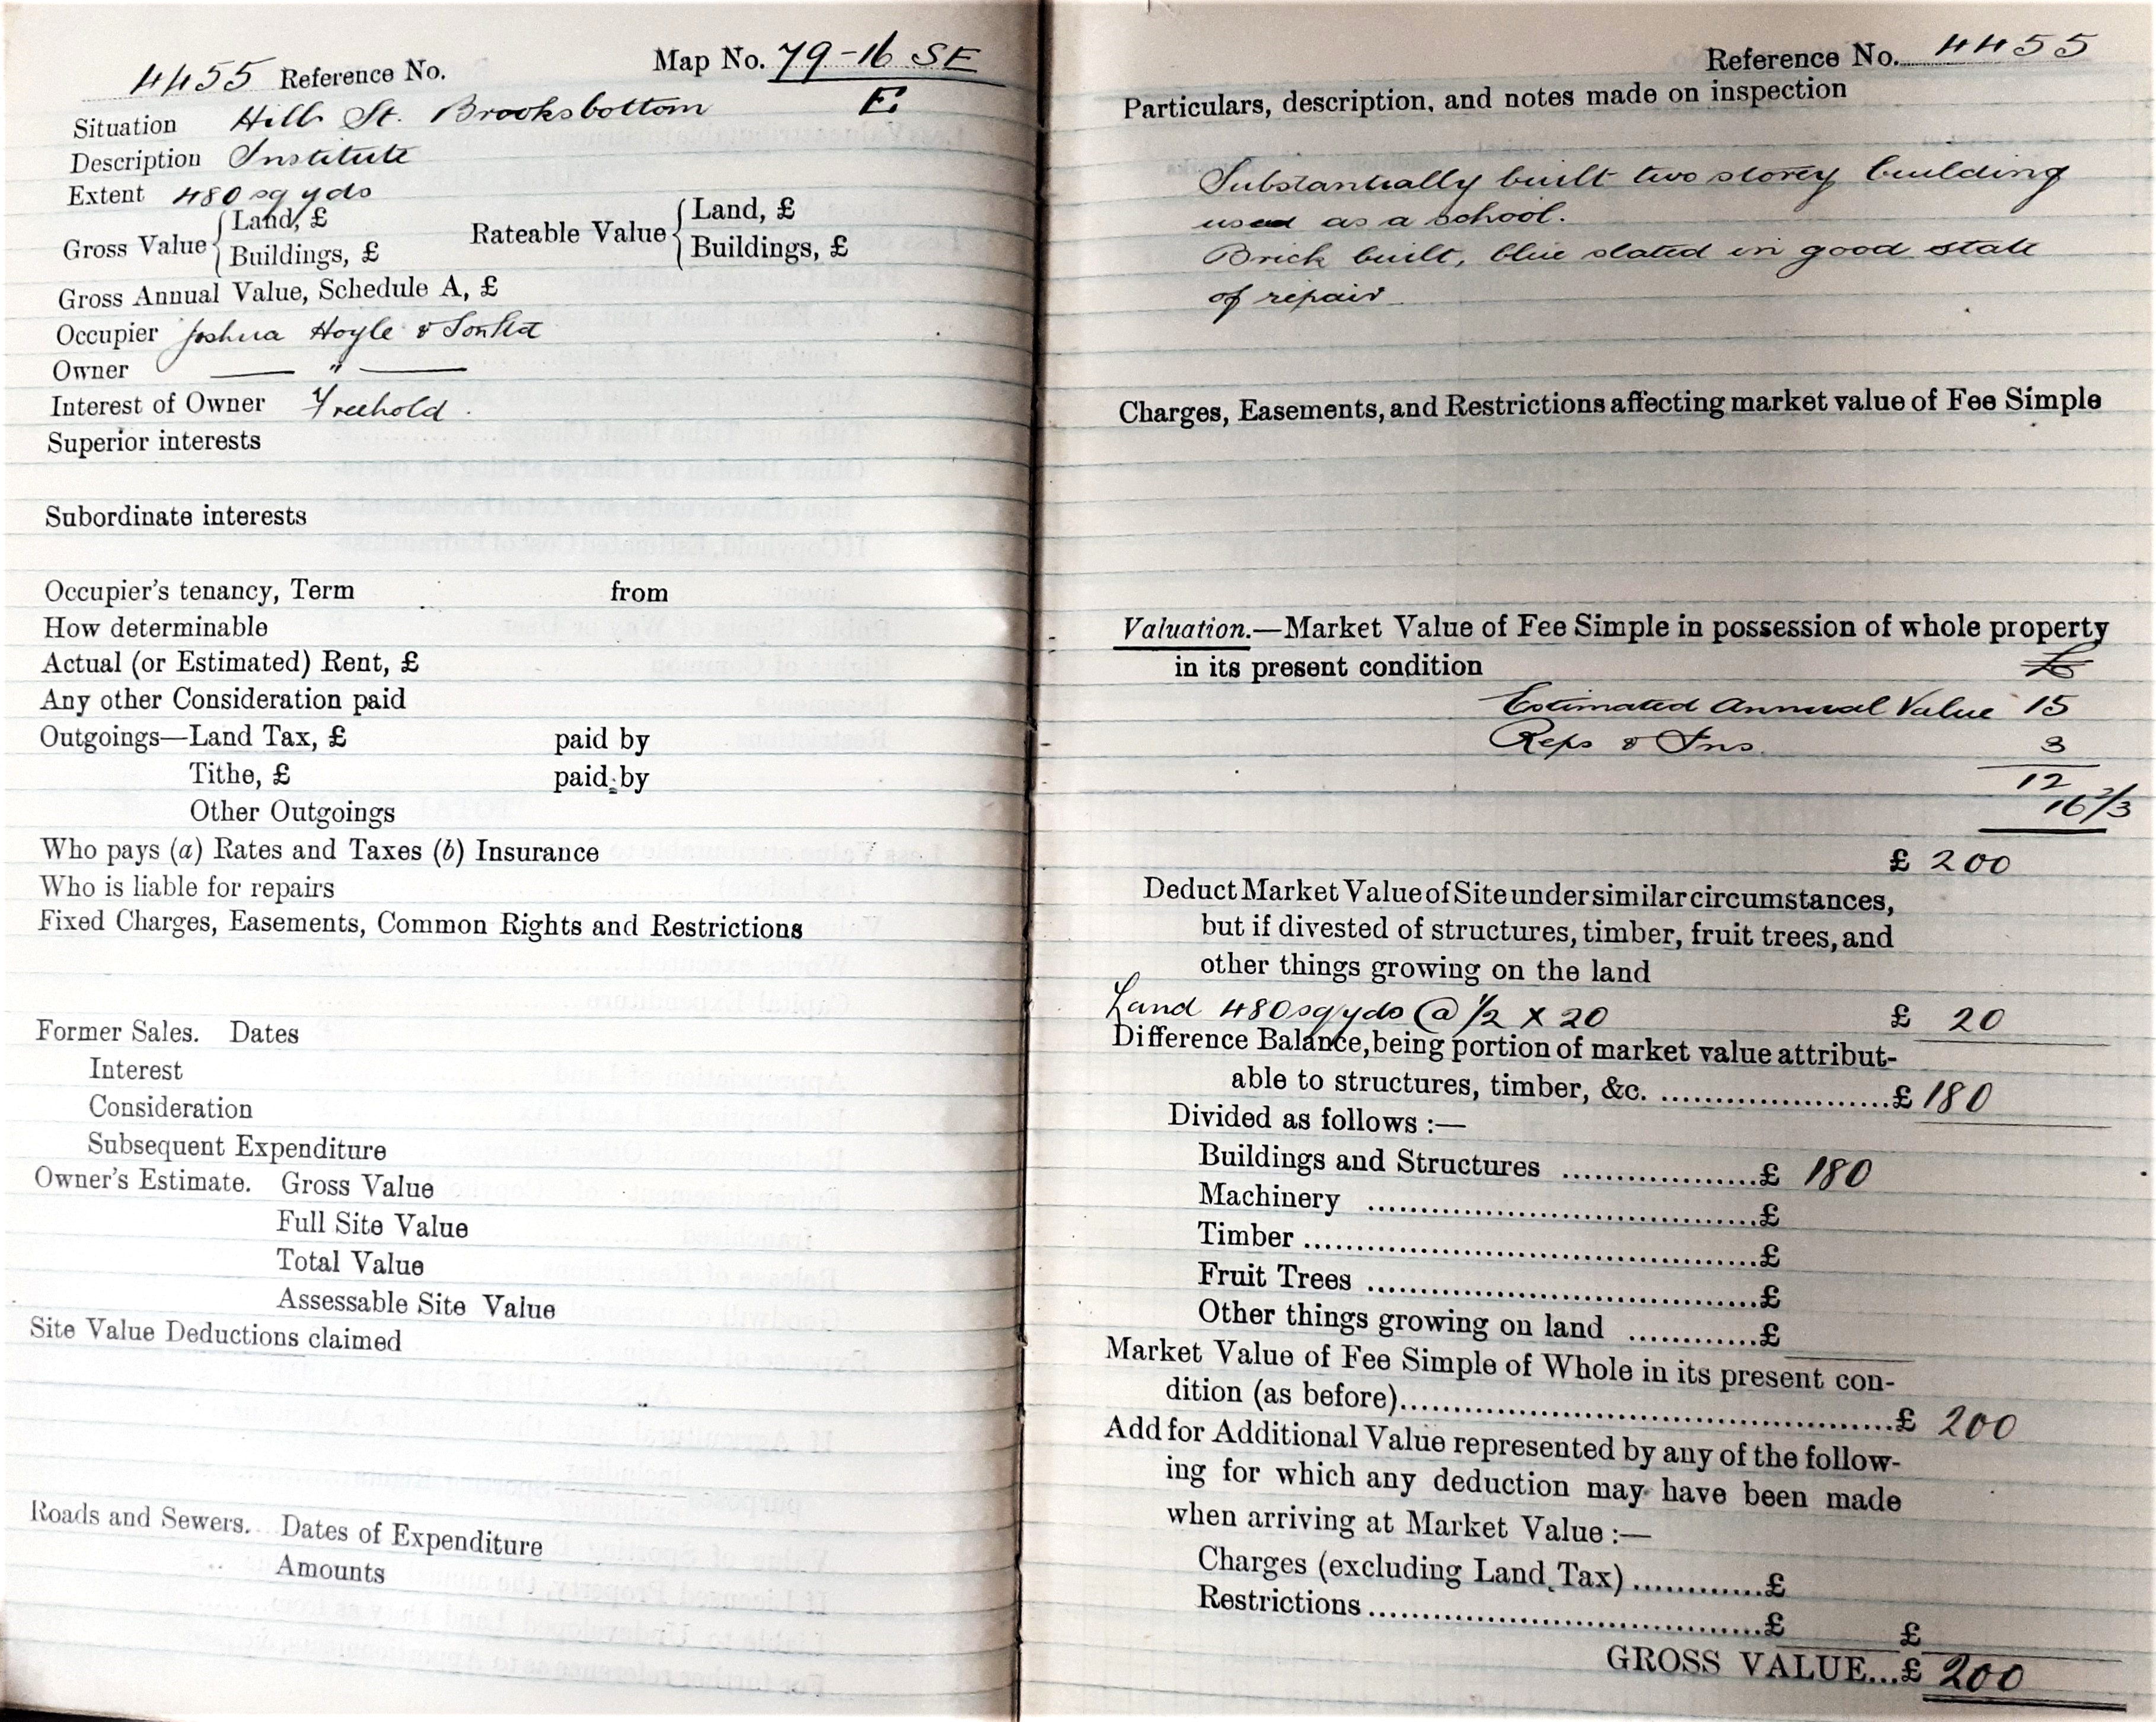 4455 Reference No. Map No. 79-16 SE
E.
Situation Hill St. Brooksbottom
Description Institute
Extent 480 sq yds
Gross Value { Land, £ Rateable Value { Land, £
Buildings, £ Buildings, £
Gross Annual Value, Schedule A, £
Occupier Joshua Hoyle & Son Ltd
Owner — " —
Interest of Owner Freehold.
Superior interests
Subordinate interests
Occupier's tenancy, Term from
How determinable
Actual (or Estimated) Rent, £
Any other Consideration paid
Outgoings—Land Tax, £ paid by
Tithe, £ paid by
Other Outgoings
Who pays (a) Rates and Taxes (b) Insurance
Who is liable for repairs
Fixed Charges, Easements, Common Rights and Restrictions
Former Sales. Dates
Interest
Consideration
Subsequent Expenditure
Owner's Estimate. Gross Value
Full Site Value
Total Value
Assessable Site Value
Site Value Deductions claimed
Roads and Sewers. Dates of Expenditure
Amounts
Reference No. 4455
Particulars, description, and notes made on inspection
Substantially built two storey building
used as a school.
Brick built, blue slated in good state
of repair
Charges, Easements, and Restrictions affecting market value of Fee Simple
Valuation.—Market Value of Fee Simple in possession of whole property
in its present condition £
Estimated Annual Value 15
Reps & Ins. 3
12
16 2/3
£ 200
Deduct Market Value of Site under similar circumstances,
but if divested of structures, timber, fruit trees, and
other things growing on the land
Land 480 sq yds @ 1/2 X 20 £ 20
Difference Balance, being portion of market value attribut-
able to structures, timber, &c. .....................£ 180
Divided as follows :—
Buildings and Structures ..................£ 180
Machinery ....................................£
Timber ..........................................£
Fruit Trees ....................................£
Other things growing on land ............£
Market Value of Fee Simple of Whole in its present con-
dition (as before)..............................................£ 200
Add for Additional Value represented by any of the follow-
ing for which any deduction may have been made
when arriving at Market Value :—
Charges (excluding Land Tax) ............£
Restrictions ....................................£ £
GROSS VALUE...£ 200